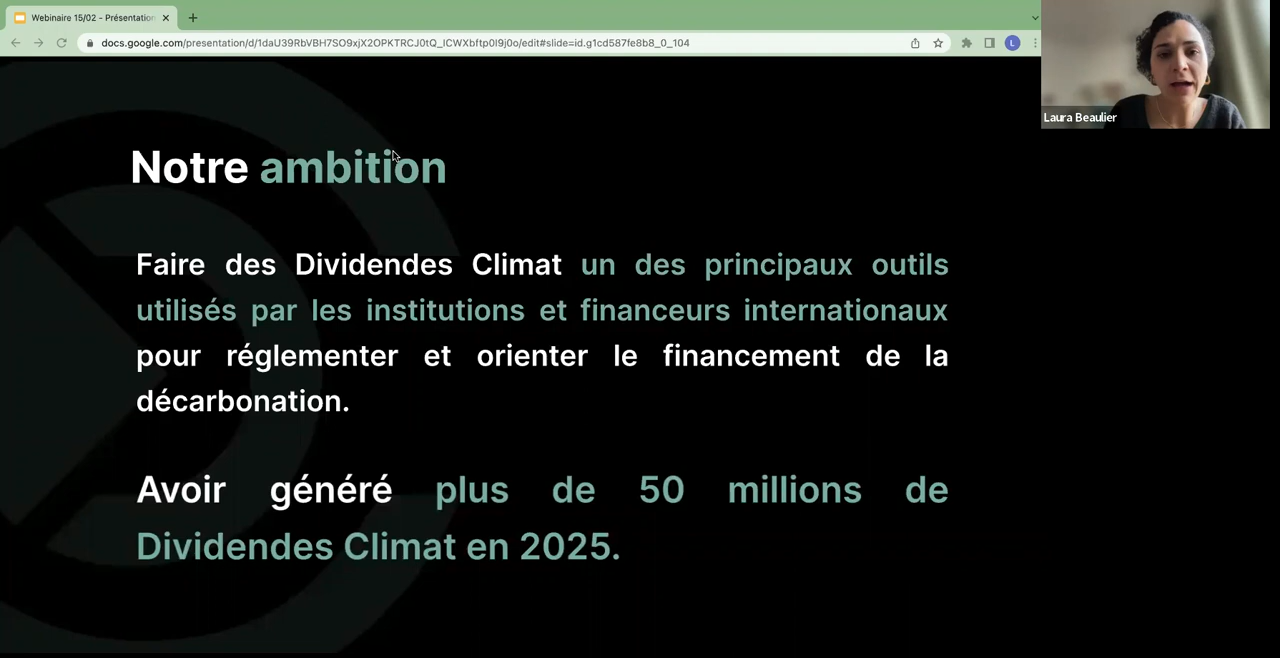 Webinaire 15/02 - Présentation
docs.google.com/presentation/d/1daU39RbVBH7SO9xjX2OPKTRCJ0tQ_ICWXbftp0I9j0o/edit#slide=id.g1cd587fe8b8_0_104
L
Laura Beaulier
Notre ambition
Faire des Dividendes Climat un des principaux outils
utilisés par les institutions et financeurs internationaux
pour réglementer et orienter le financement de la
décarbonation.
Avoir généré plus de 50 millions de
Dividendes Climat en 2025.